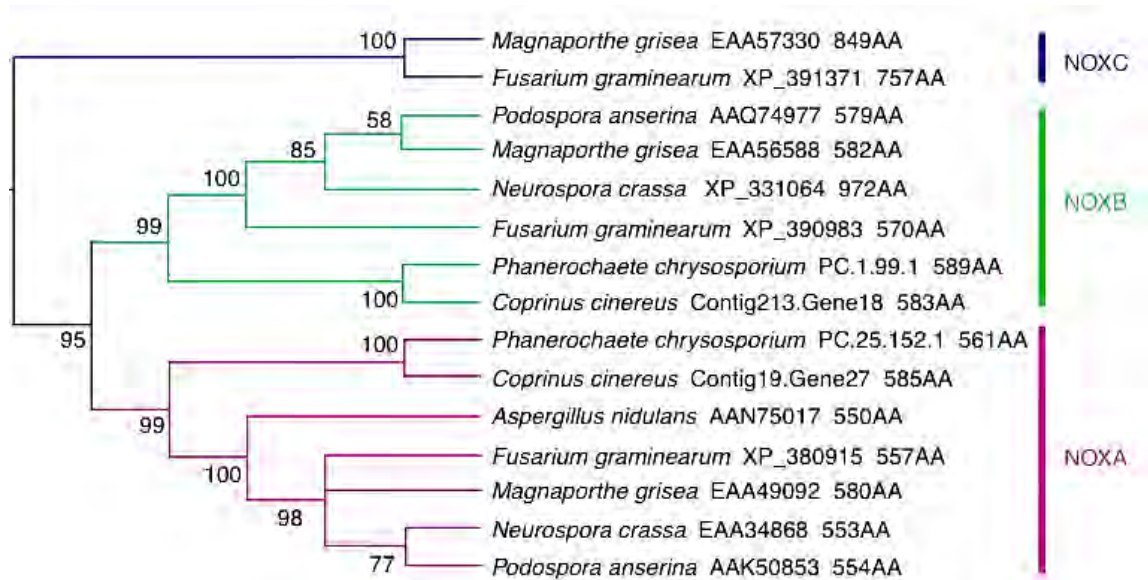 100
Magnaporthe grisea EAA57330 849AA
NOXC
Fusarium graminearum XP_391371 757AA
58
Podospora anserina AAQ74977 579AA
85
Magnaporthe grisea EAA56588 582AA
100
Neurospora crassa XP_331064 972AA
NOXB
99
Fusarium graminearum XP_390983 570AA
Phanerochaete chrysosporium PC.1.99.1 589AA
100
Coprinus cinereus Contig213.Gene18 583AA
95
Phanerochaete chrysosporium PC.25.152.1 561AA
100
Coprinus cinereus Contig19.Gene27 585AA
99
Aspergillus nidulans AAN75017 550AA
100
Fusarium graminearum XP_380915 557AA
NOXA
Magnaporthe grisea EAA49092 580AA
98
Neurospora crassa EAA34868 553AA
77
Podospora anserina AAK50853 554AA